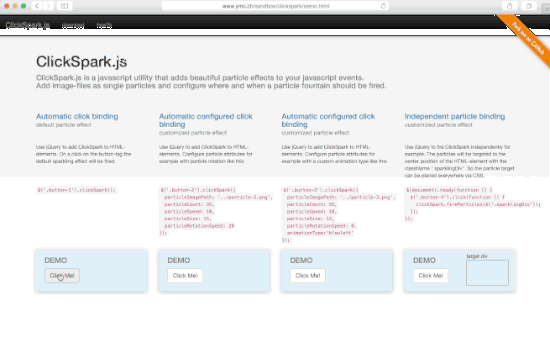 www.ymc.ch/sandbox/clickspark/demo.html
ClickSpark.js
Fork me on GitHub
ClickSpark.js
ClickSpark.js is a javascript utility that adds beautiful particle effects to your javascript events.
Add image-files as single particles and configure where and when a particle fountain should be fired.
Automatic click
binding
default particle effect
Use jQuery to add ClickSpark to HTML-
elements. On a click on the button-tag the
default sparkling effect will be fired.
$('.button-1').clickSpark();
DEMO
Click Me!
Automatic configured click
binding
customized particle effect
Use jQuery to add ClickSpark to HTML-
elements. Configure particle attributes for
example with particle rotation like this
$('.button-2').clickSpark({
particleImagePath: '../particle-2.png',
particleCount: 35,
particleSpeed: 10,
particleSize: 15,
particleRotationSpeed: 20
});
DEMO
Click Me!
Automatic configured click
binding
customized particle effect
Use jQuery to add ClickSpark to HTML-
elements. Configure particle attributes for
example with a custom animation type like this
$('.button-3').clickSpark({
particleImagePath: '../particle-3.png',
particleCount: 55,
particleSpeed: 10,
particleSize: 12,
particleRotationSpeed: 0,
animationType:'blowleft'
});
DEMO
Click Me!
Independent particle binding
customized particle effect
Use jQuery to fire ClickSpark particles independently for
example. The particles will be targeted to the
center position of the HTML-element with the
className '.sparklingDiv'. So the particle target
can be placed everywhere via CSS.
$(document).ready(function () {
$('.button-4').click(function () {
clickSpark.fireParticles($('.sparklingDiv'));
});
});
DEMO
Click Me!
target div